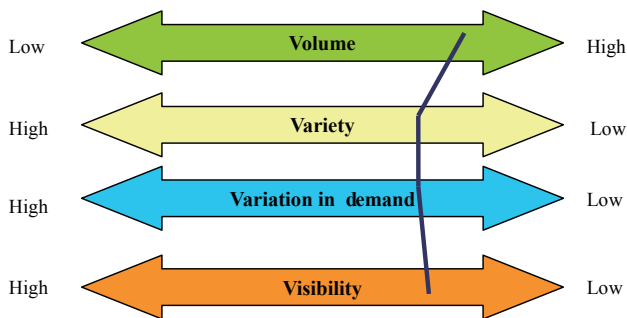 Volume
Low
High
High
Variety
Low
High
Variation in  demand
Low
High
Visibility
Low